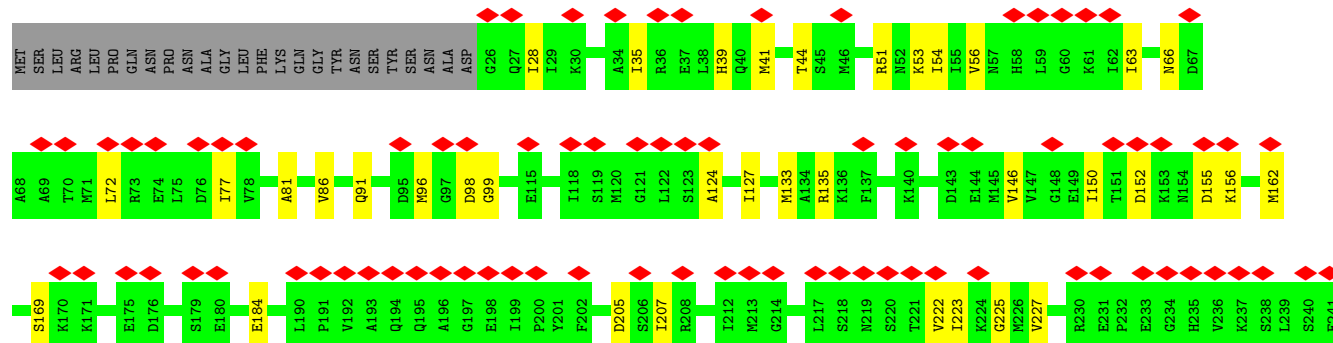 MET SER LEU ARG LEU PRO GLN ASN PRO ASN ALA GLY LEU PHE LYS GLN GLY TYR ASN SER TYR SER ASN ALA ASP G26 Q27 I28 I29 K30 A34 I35 R36 E37 L38 H39 Q40 M41 T44 S45 M46 R51 N52 K53 I54 I55 V56 N57 H58 L59 G60 K61 I62 I63 N66 D67
A68 A69 T70 M71 L72 R73 E74 L75 D76 I77 V78 A81 V86 Q91 D95 M96 G97 D98 G99 E115 I118 S119 M120 G121 L122 S123 A124 I127 M133 A134 R135 K136 F137 K140 D143 E144 M145 V146 V147 G148 E149 I150 T151 D152 K153 N154 D155 K156 M162
S169 K170 K171 E175 D176 S179 E180 E184 L190 P191 V192 A193 Q194 Q195 A196 G197 E198 I199 P200 Y201 F202 D205 S206 I207 R208 I212 M213 G214 L217 S218 N219 S220 T221 V222 I223 K224 G225 M226 V227 R230 E231 P232 E233 G234 H235 V236 K237 S238 L239 S240